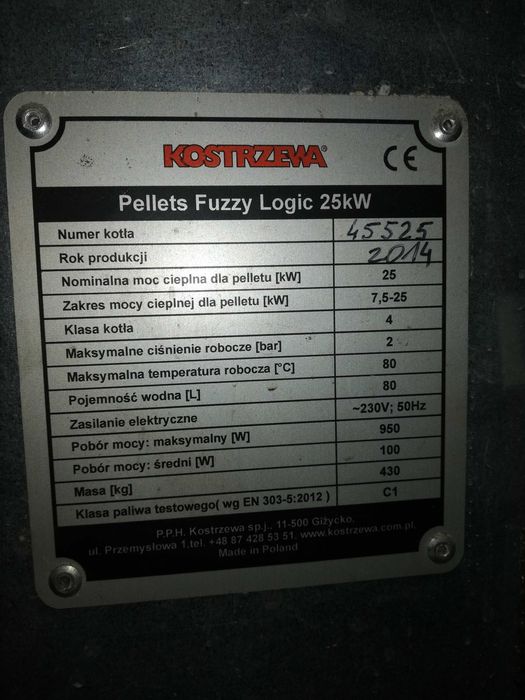 KOSTRZEWA® CE
Pellets Fuzzy Logic 25kW
Numer kotła 45525
Rok produkcji 2014
Nominalna moc cieplna dla pelletu [kW] 25
Zakres mocy cieplnej dla pelletu [kW] 7,5-25
Klasa kotła 4
Maksymalne ciśnienie robocze [bar] 2
Maksymalna temperatura robocza [°C] 80
Pojemność wodna [L] 80
Zasilanie elektryczne ~230V; 50Hz
Pobór mocy: maksymalny [W] 950
Pobór mocy: średni [W] 100
Masa [kg] 430
Klasa paliwa testowego( wg EN 303-5:2012 ) C1
P.P.H. Kostrzewa sp.j., 11-500 Giżycko,
ul. Przemysłowa 1,tel. +48 87 428 53 51, www.kostrzewa.com.pl,
Made in Poland